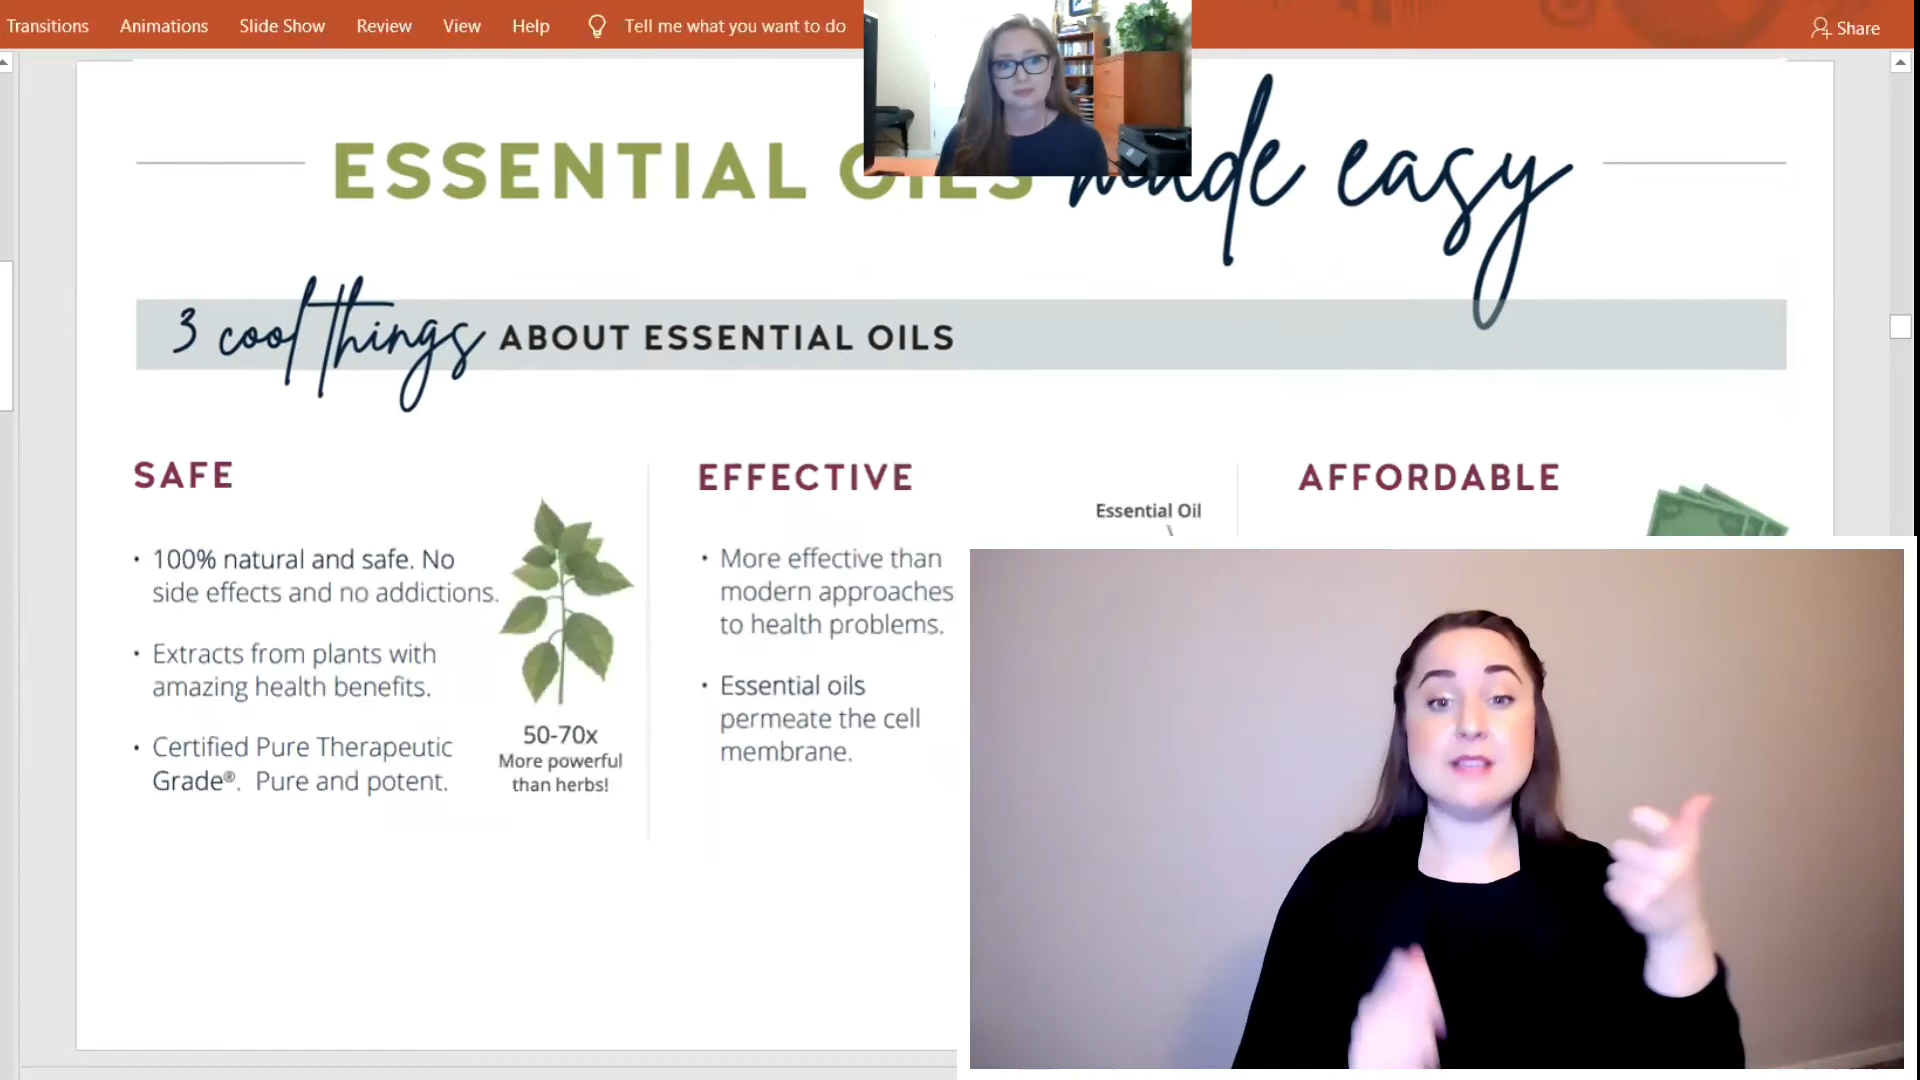 Transitions Animations Slide Show Review View Help Tell me what you want to do Share
ESSENTIAL OILS made easy
3 cool things ABOUT ESSENTIAL OILS
SAFE
• 100% natural and safe. No
side effects and no addictions.
• Extracts from plants with
amazing health benefits.
• Certified Pure Therapeutic
Grade®. Pure and potent.
50-70x
More powerful
than herbs!
EFFECTIVE
Essential Oil
• More effective than
modern approaches
to health problems.
• Essential oils
permeate the cell
membrane.
AFFORDABLE